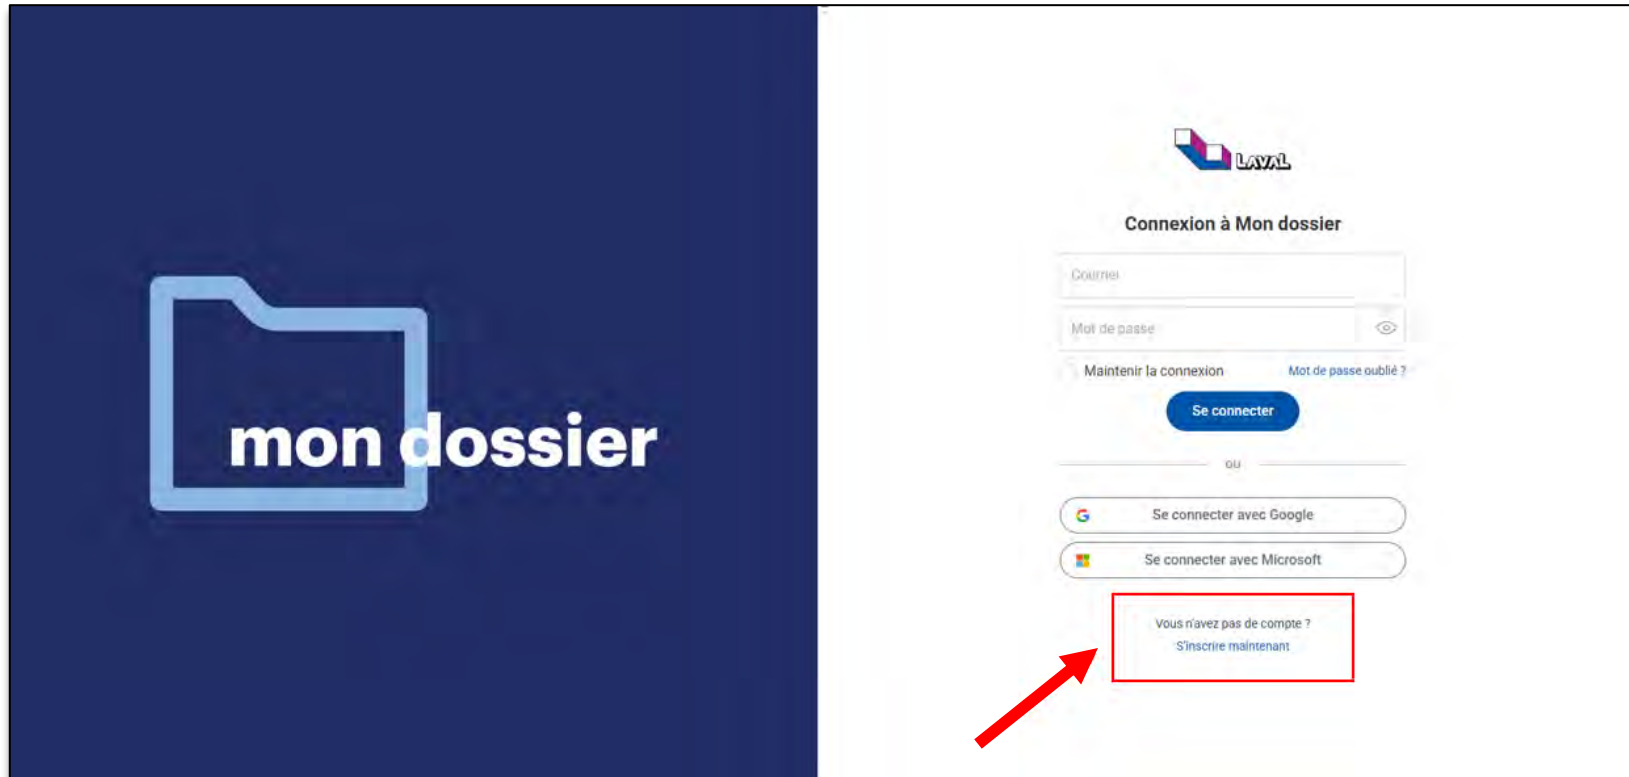 mon dossier
LAVAL
Connexion à Mon dossier
Courriel
Mot de passe
Maintenir la connexion
Mot de passe oublié ?
Se connecter
ou
Se connecter avec Google
Se connecter avec Microsoft
Vous n'avez pas de compte ?
S'inscrire maintenant